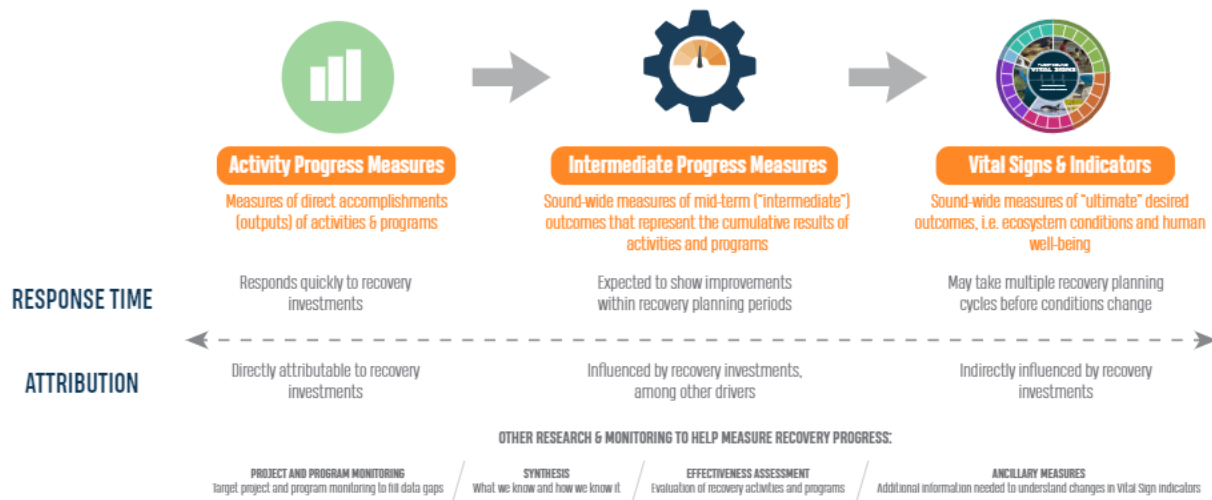 VITAL SIGNS
Activity Progress Measures
Intermediate Progress Measures
Vital Signs & Indicators
Measures of direct accomplishments
(outputs) of activities & programs
Sound-wide measures of mid-term ("intermediate")
outcomes that represent the cumulative results of
activities and programs
Sound-wide measures of "ultimate" desired
outcomes, i.e. ecosystem conditions and human
well-being
RESPONSE TIME
Responds quickly to recovery
investments
Expected to show improvements
within recovery planning periods
May take multiple recovery planning
cycles before conditions change
ATTRIBUTION
Directly attributable to recovery
investments
Influenced by recovery investments,
among other drivers
Indirectly influenced by recovery
investments
OTHER RESEARCH & MONITORING TO HELP MEASURE RECOVERY PROGRESS:
PROJECT AND PROGRAM MONITORING
Target project and program monitoring to fill data gaps
SYNTHESIS
What we know and how we know it
EFFECTIVENESS ASSESSMENT
Evaluation of recovery activities and programs
ANCILLARY MEASURES
Additional information needed to understand changes in Vital Sign indicators